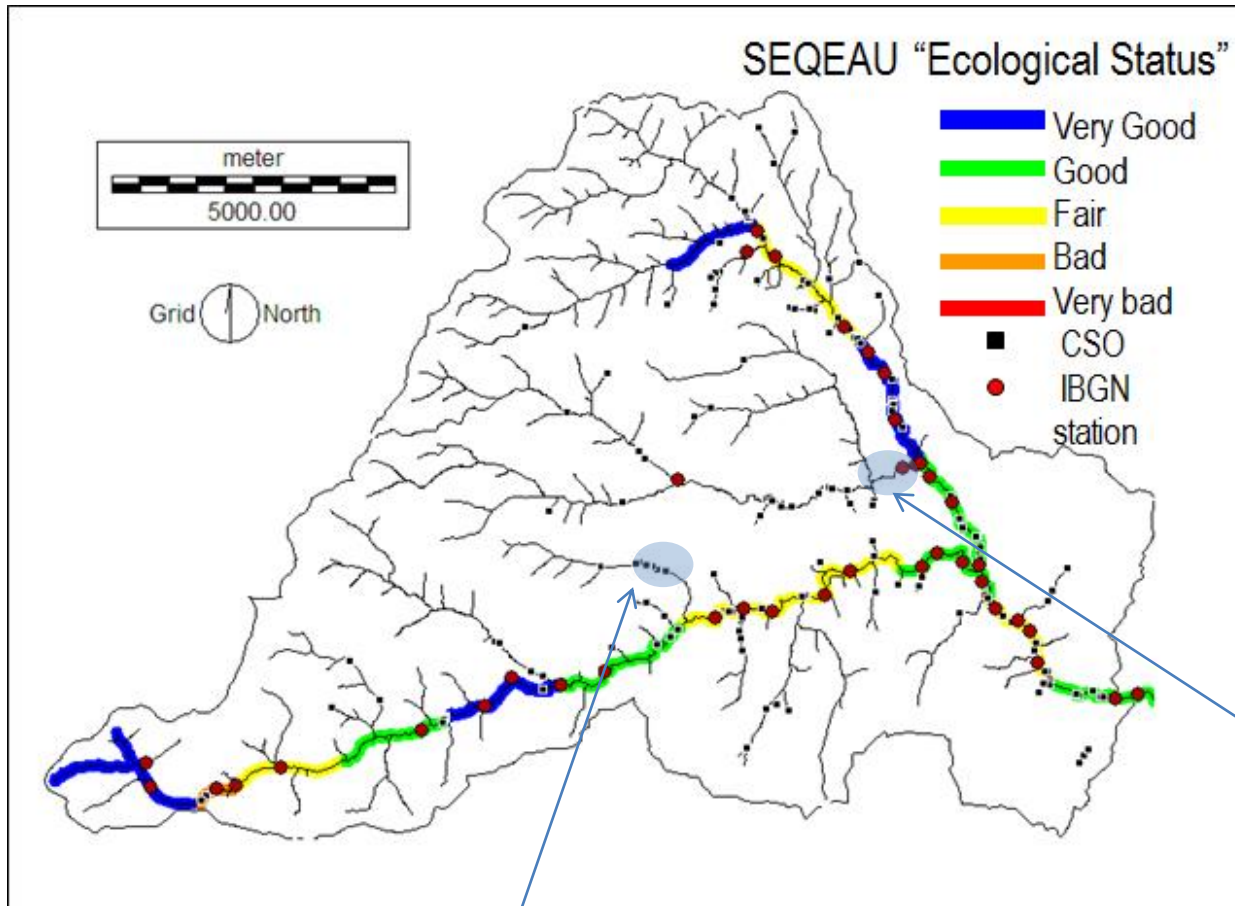 SEQEAU "Ecological Status"
Very Good
Good
Fair
Bad
Very bad
CSO
IBGN
station
meter
5000.00
Grid North